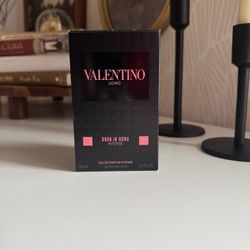 VALENTINO
UOMO
BORN IN ROMA
INTENSE
EAU DE PARFUM INTENSE